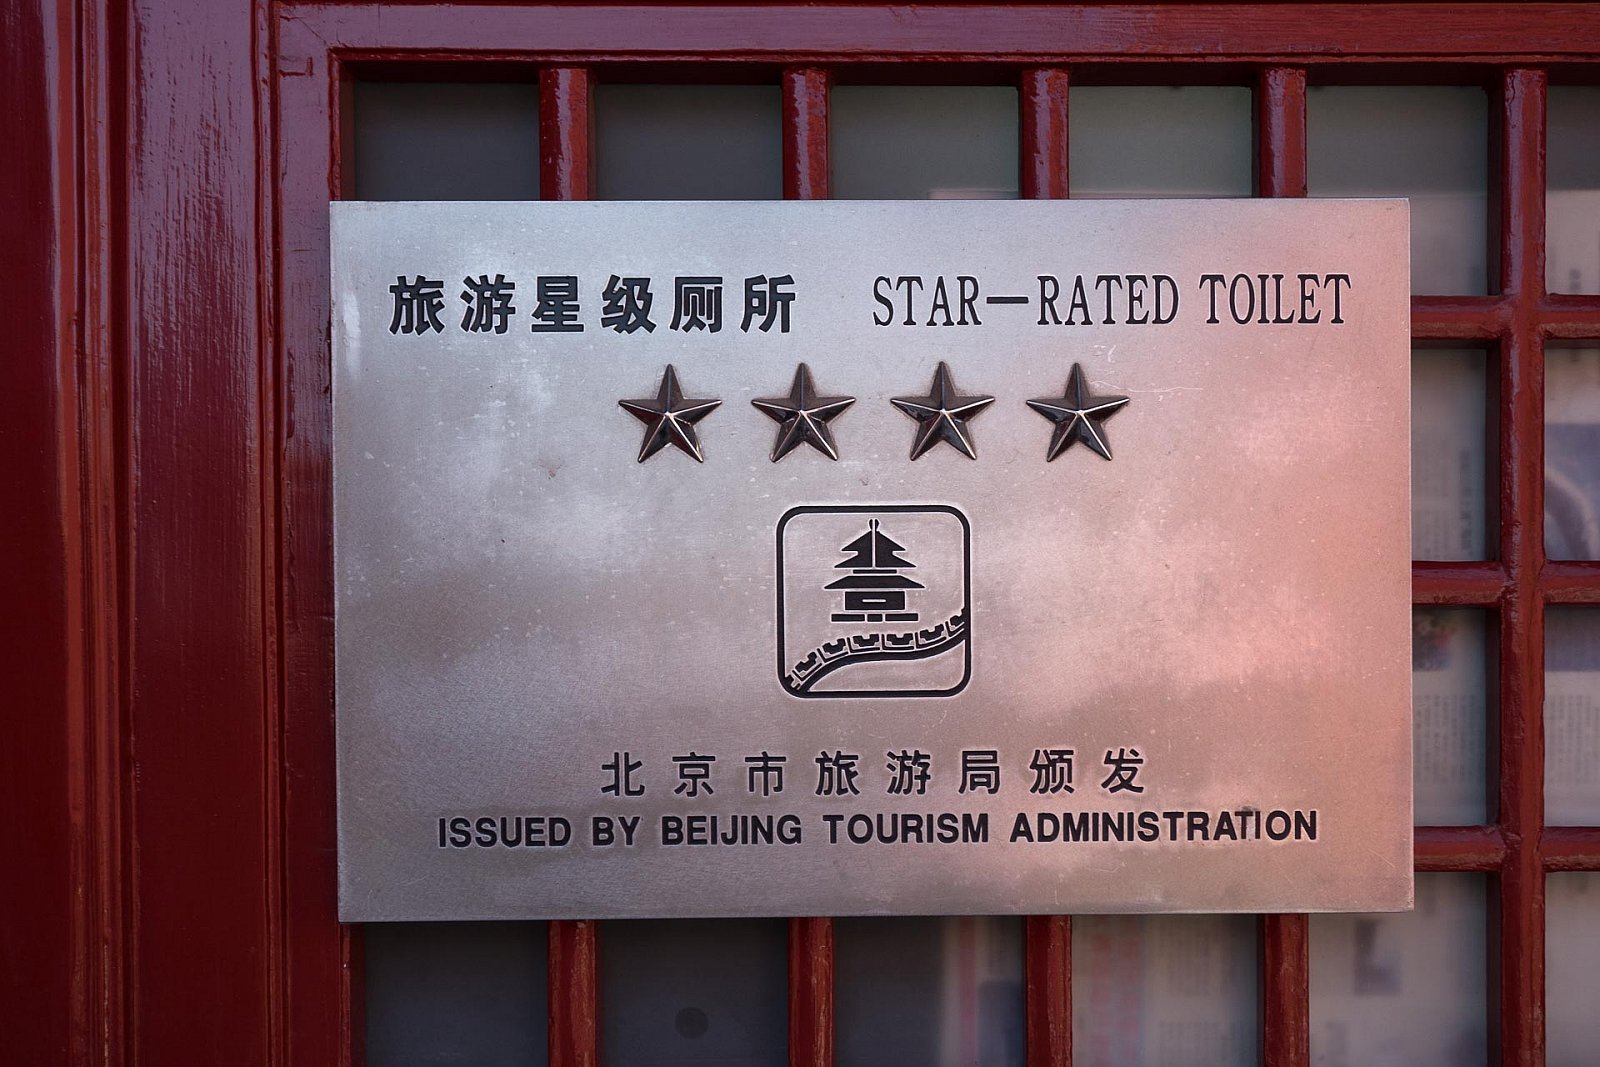 旅游星级厕所 STAR—RATED TOILET
北京市旅游局颁发
ISSUED BY BEIJING TOURISM ADMINISTRATION